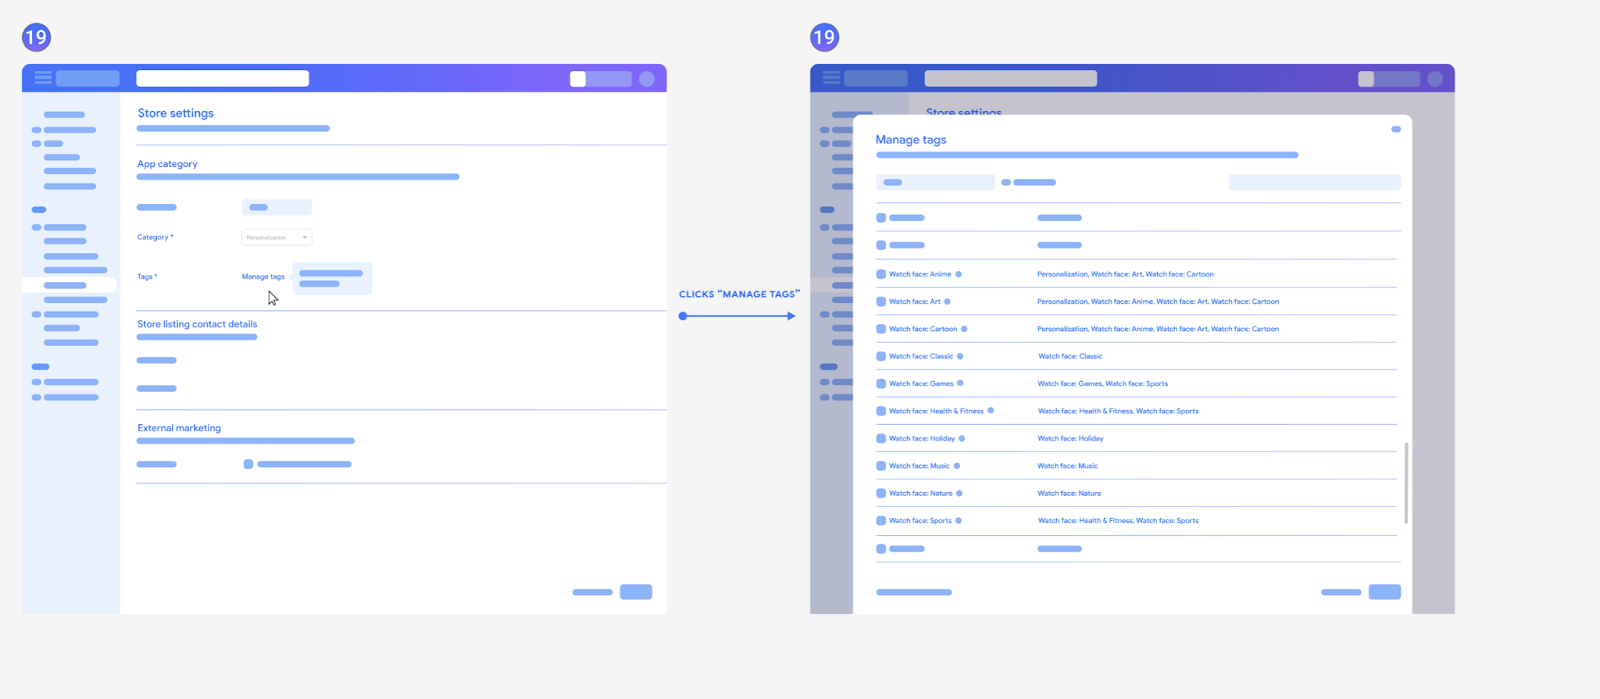 19
Store settings
App category
Category *
Personalization
Tags *
Manage tags
Store listing contact details
External marketing
CLICKS “MANAGE TAGS”
19
Store settings
Manage tags
Watch face: Anime
Personalization, Watch face: Art, Watch face: Cartoon
Watch face: Art
Personalization, Watch face: Anime, Watch face: Art, Watch face: Cartoon
Watch face: Cartoon
Personalization, Watch face: Anime, Watch face: Art, Watch face: Cartoon
Watch face: Classic
Watch face: Classic
Watch face: Games
Watch face: Games, Watch face: Sports
Watch face: Health & Fitness
Watch face: Health & Fitness, Watch face: Sports
Watch face: Holiday
Watch face: Holiday
Watch face: Music
Watch face: Music
Watch face: Nature
Watch face: Nature
Watch face: Sports
Watch face: Health & Fitness, Watch face: Sports